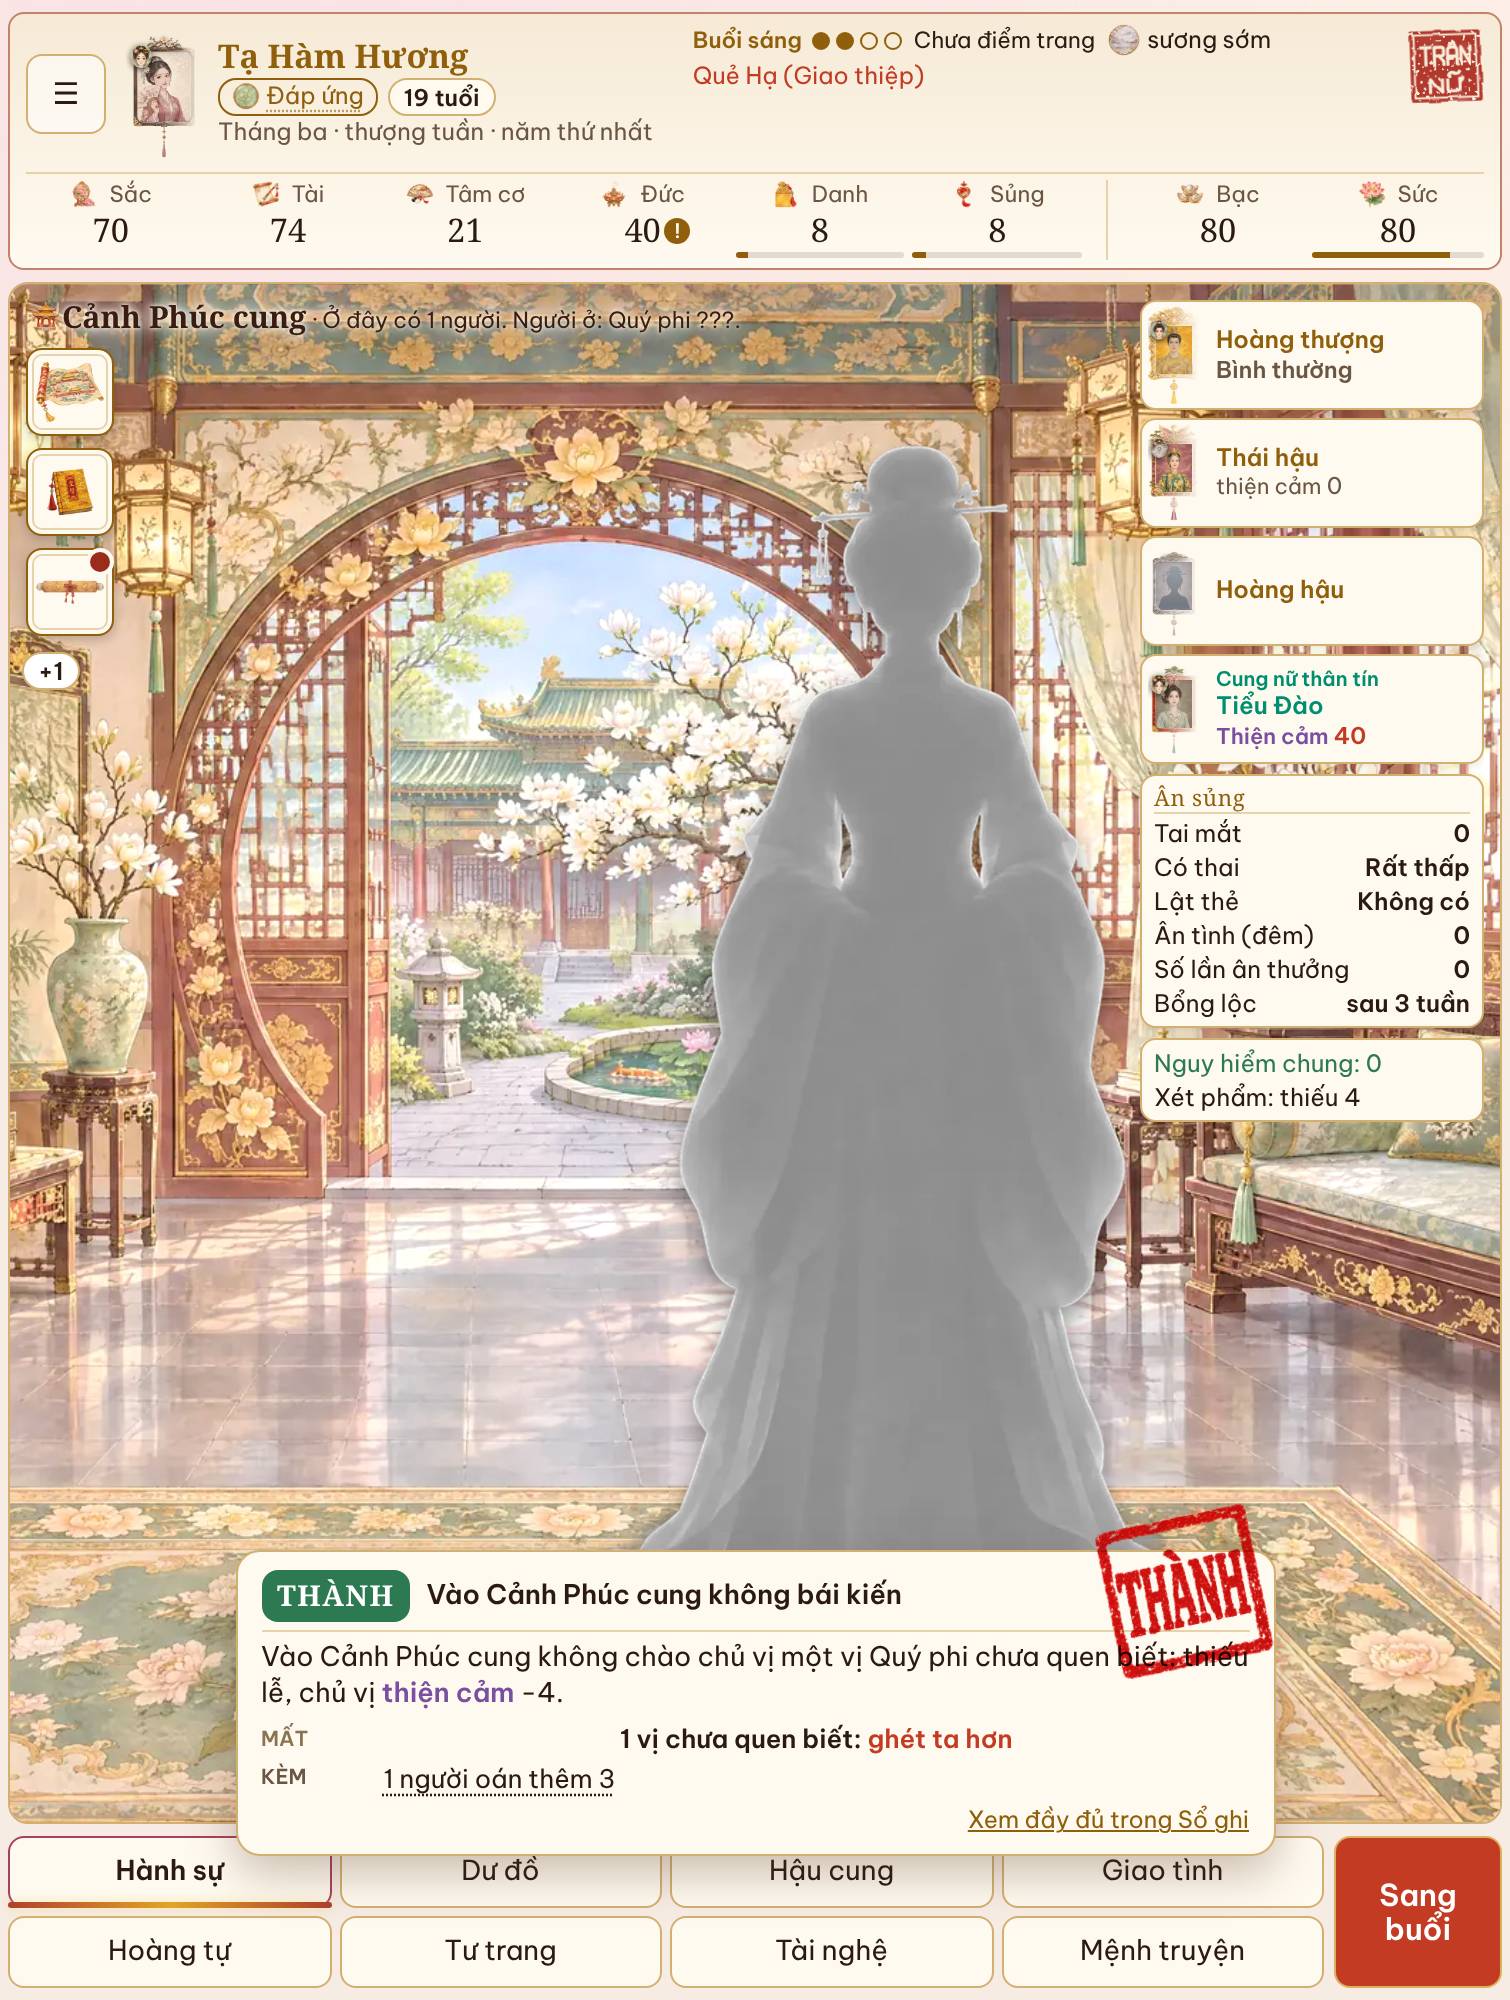 Tạ Hàm Hương
Đáp ứng
19 tuổi
Tháng ba · thượng tuần · năm thứ nhất
Buổi sáng
Chưa điểm trang
sương sớm
Quẻ Hạ (Giao thiệp)
TRÂN
NỮ
Sắc
70
Tài
74
Tâm cơ
21
Đức
40
!
Danh
8
Sủng
8
Bạc
80
Sức
80
Cảnh Phúc cung · Ở đây có 1 người. Người ở: Quý phi ???.
+1
Hoàng thượng
Bình thường
Thái hậu
thiện cảm 0
Hoàng hậu
Cung nữ thân tín
Tiểu Đào
Thiện cảm 40
Ân sủng
Tai mắt 0
Có thai Rất thấp
Lật thẻ Không có
Ân tình (đêm) 0
Số lần ân thưởng 0
Bổng lộc sau 3 tuần
Nguy hiểm chung: 0
Xét phẩm: thiếu 4
THÀNH
Vào Cảnh Phúc cung không bái kiến
THÀNH
Vào Cảnh Phúc cung không chào chủ vị một vị Quý phi chưa quen biết: thiếu
lễ, chủ vị thiện cảm -4.
MẤT 1 vị chưa quen biết: ghét ta hơn
KÈM 1 người oán thêm 3
Xem đầy đủ trong Sổ ghi
Hành sự
Dư đồ
Hậu cung
Giao tình
Hoàng tự
Tư trang
Tài nghệ
Mệnh truyện
Sang
buổi